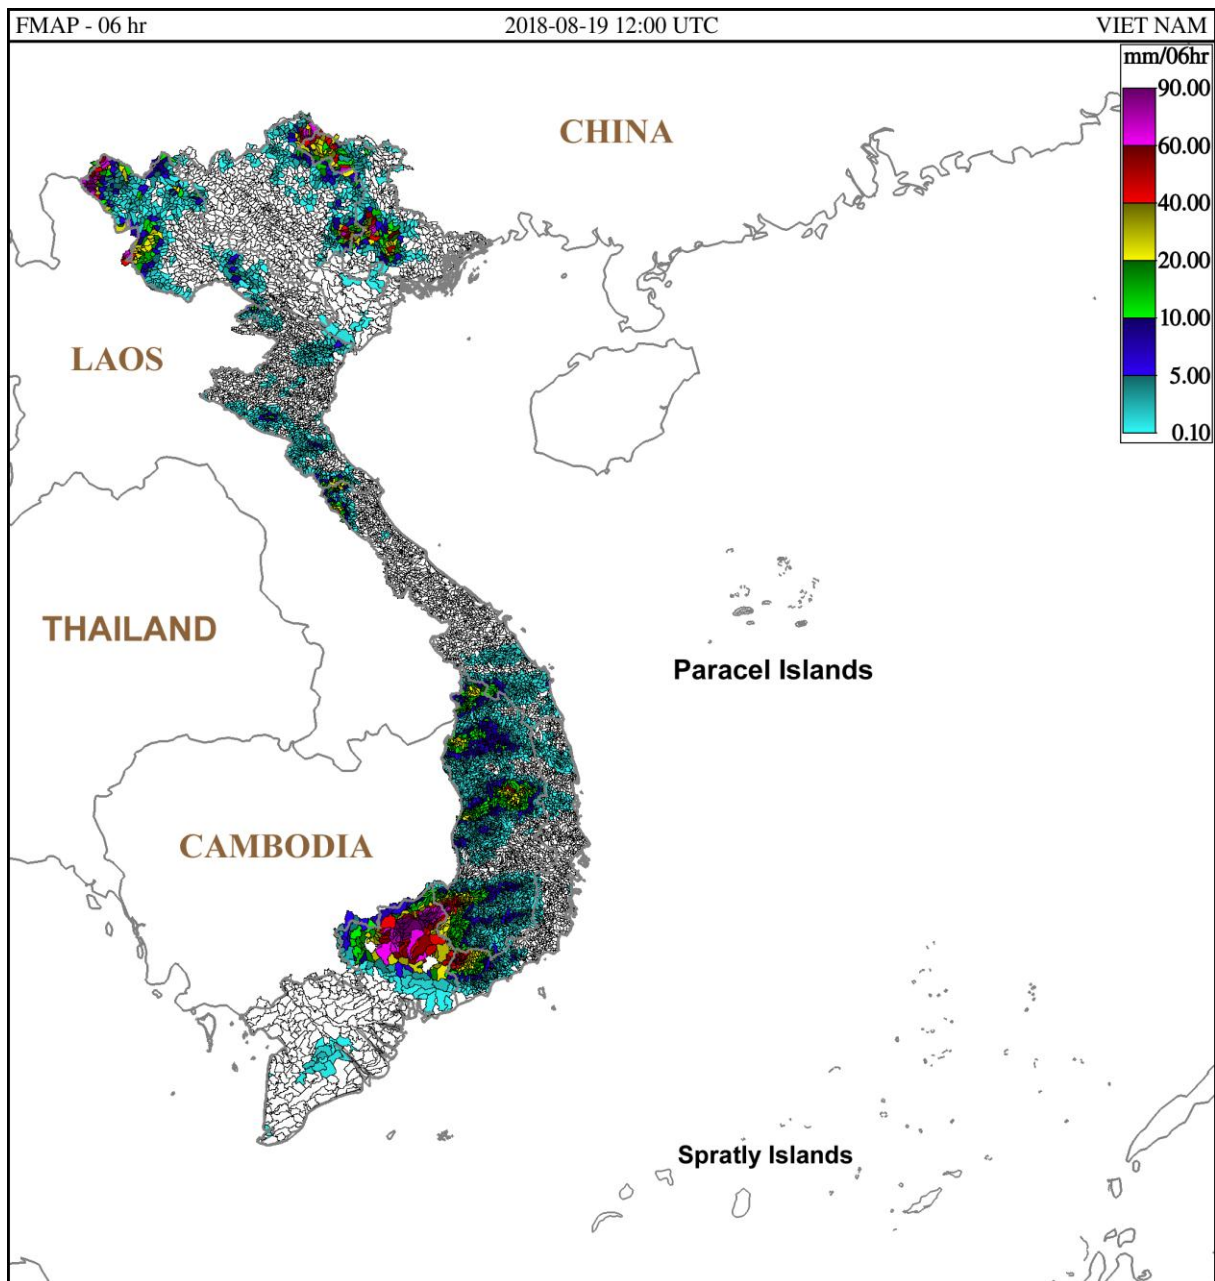 FMAP - 06 hr 2018-08-19 12:00 UTC VIET NAM
mm/06hr
90.00
CHINA
60.00
40.00
20.00
10.00
LAOS
5.00
0.10
THAILAND
Paracel Islands
CAMBODIA
Spratly Islands